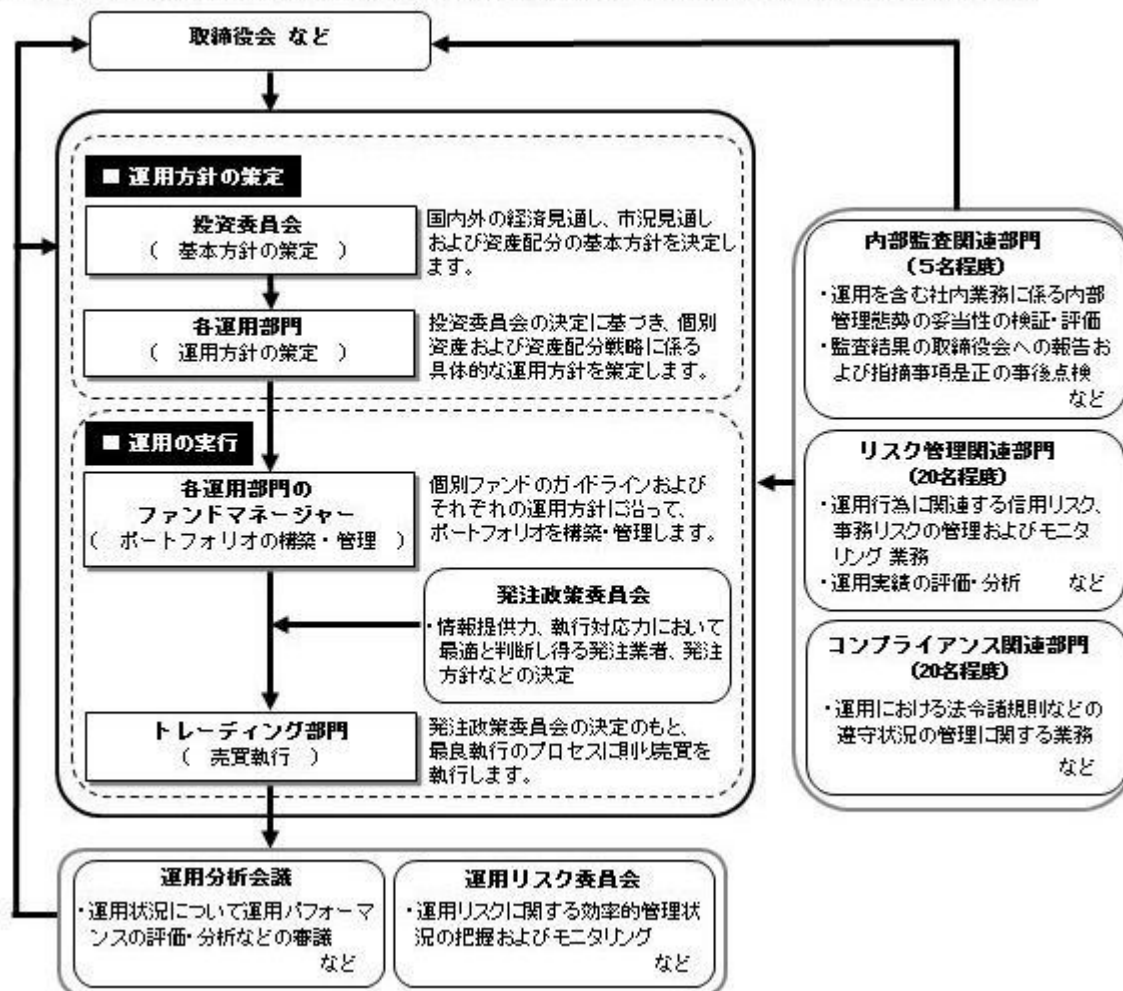 取締役会 など
■ 運用方針の策定
投資委員会
( 基本方針の策定 )
国内外の経済見通し、市況見通し
および資産配分の基本方針を決定し
ます。
各運用部門
( 運用方針の策定 )
投資委員会の決定に基づき、個別
資産および資産配分戦略に係る
具体的な運用方針を策定します。
■ 運用の実行
各運用部門の
ファンドマネージャー
( ポートフォリオの構築・管理 )
個別ファンドのガイドラインおよび
それぞれの運用方針に沿って、
ポートフォリオを構築・管理します。
発注政策委員会
・情報提供力、執行対応力において
最適と判断し得る発注業者、発注
方針などの決定
トレーディング部門
( 売買執行 )
発注政策委員会の決定のもと、
最良執行のプロセスに則り売買を
執行します。
運用分析会議
・運用状況について運用パフォーマ
ンスの評価・分析などの審議
など
運用リスク委員会
・運用リスクに関する効率的管理状
況の把握およびモニタリング
など
内部監査関連部門
(5名程度)
・運用を含む社内業務に係る内部
管理態勢の妥当性の検証・評価
・監査結果の取締役会への報告お
よび指摘事項是正の事後点検
など
リスク管理関連部門
(20名程度)
・運用行為に関連する信用リスク、
事務リスクの管理およびモニタ
リング 業務
・運用実績の評価・分析 など
コンプライアンス関連部門
(20名程度)
・運用における法令諸規則などの
遵守状況の管理に関する業務
など